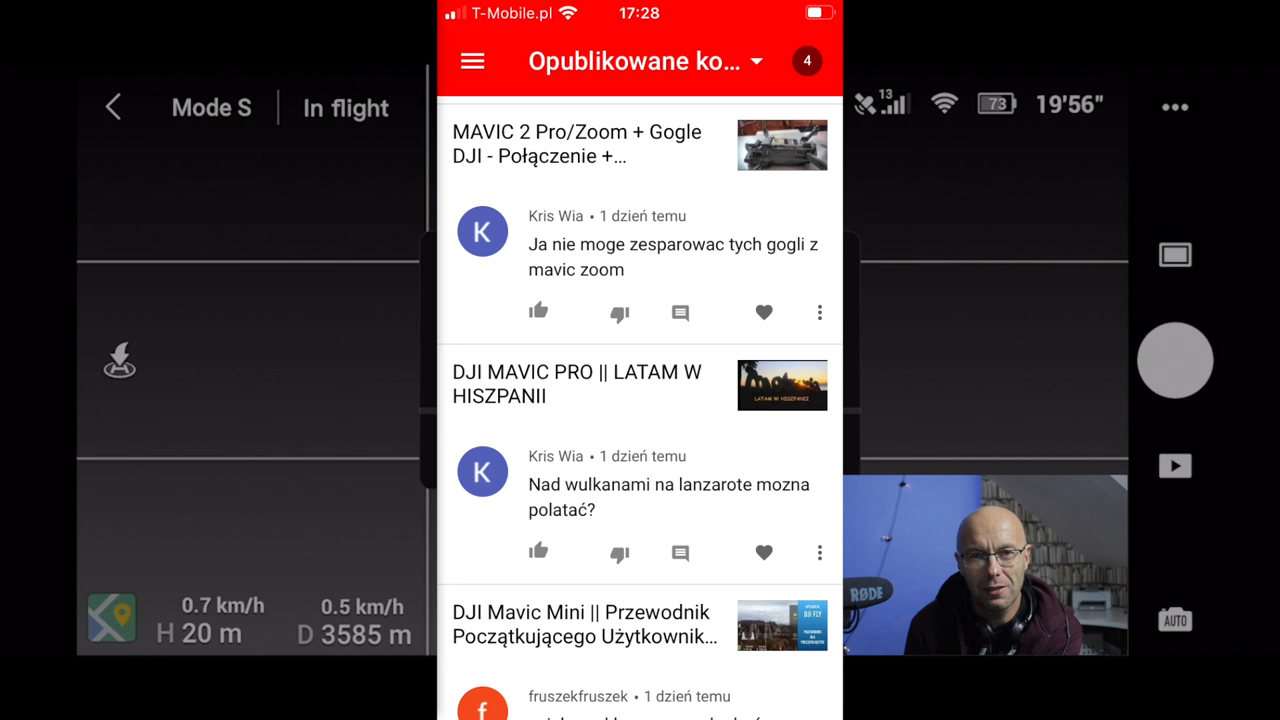 T-Mobile.pl
17:28
Opublikowane ko...
4
Mode S
In flight
13
73
19'56"
MAVIC 2 Pro/Zoom + Gogle
DJI - Połączenie +...
K
Kris Wia • 1 dzień temu
Ja nie moge zesparowac tych gogli z
mavic zoom
DJI MAVIC PRO || LATAM W
HISZPANII
LATAM W HISZPANII
K
Kris Wia • 1 dzień temu
Nad wulkanami na lanzarote mozna
polatać?
DJI Mavic Mini || Przewodnik
Początkującego Użytkownik...
DJI FLY
f
fruszekfruszek • 1 dzień temu
0.7 km/h
H 20 m
0.5 km/h
D 3585 m
RØDE
AUTO